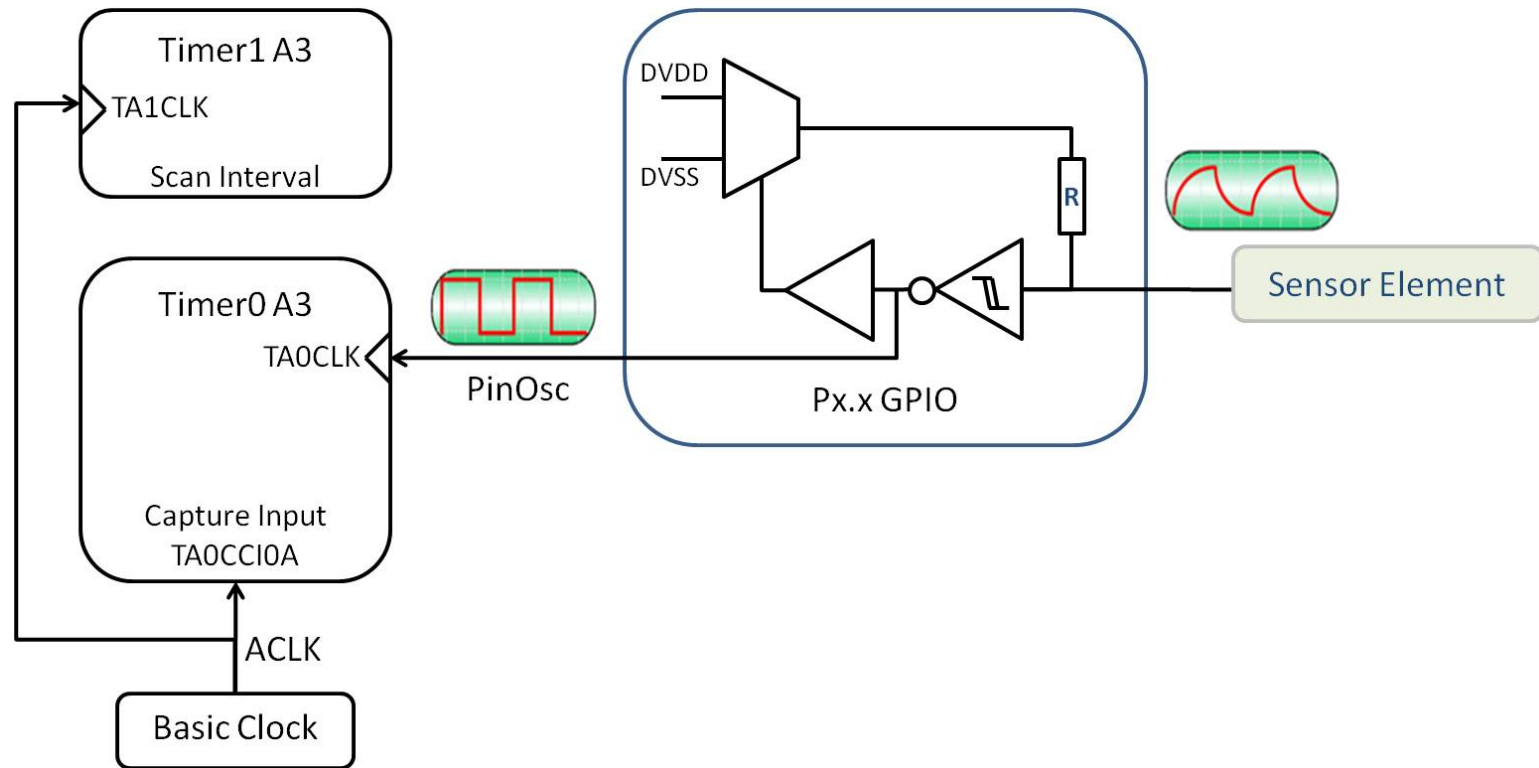 Timer1 A3
TA1CLK
Scan Interval
Timer0 A3
TA0CLK
Capture Input
TA0CCI0A
ACLK
Basic Clock
PinOsc
DVDD
DVSS
R
Px.x GPIO
Sensor Element